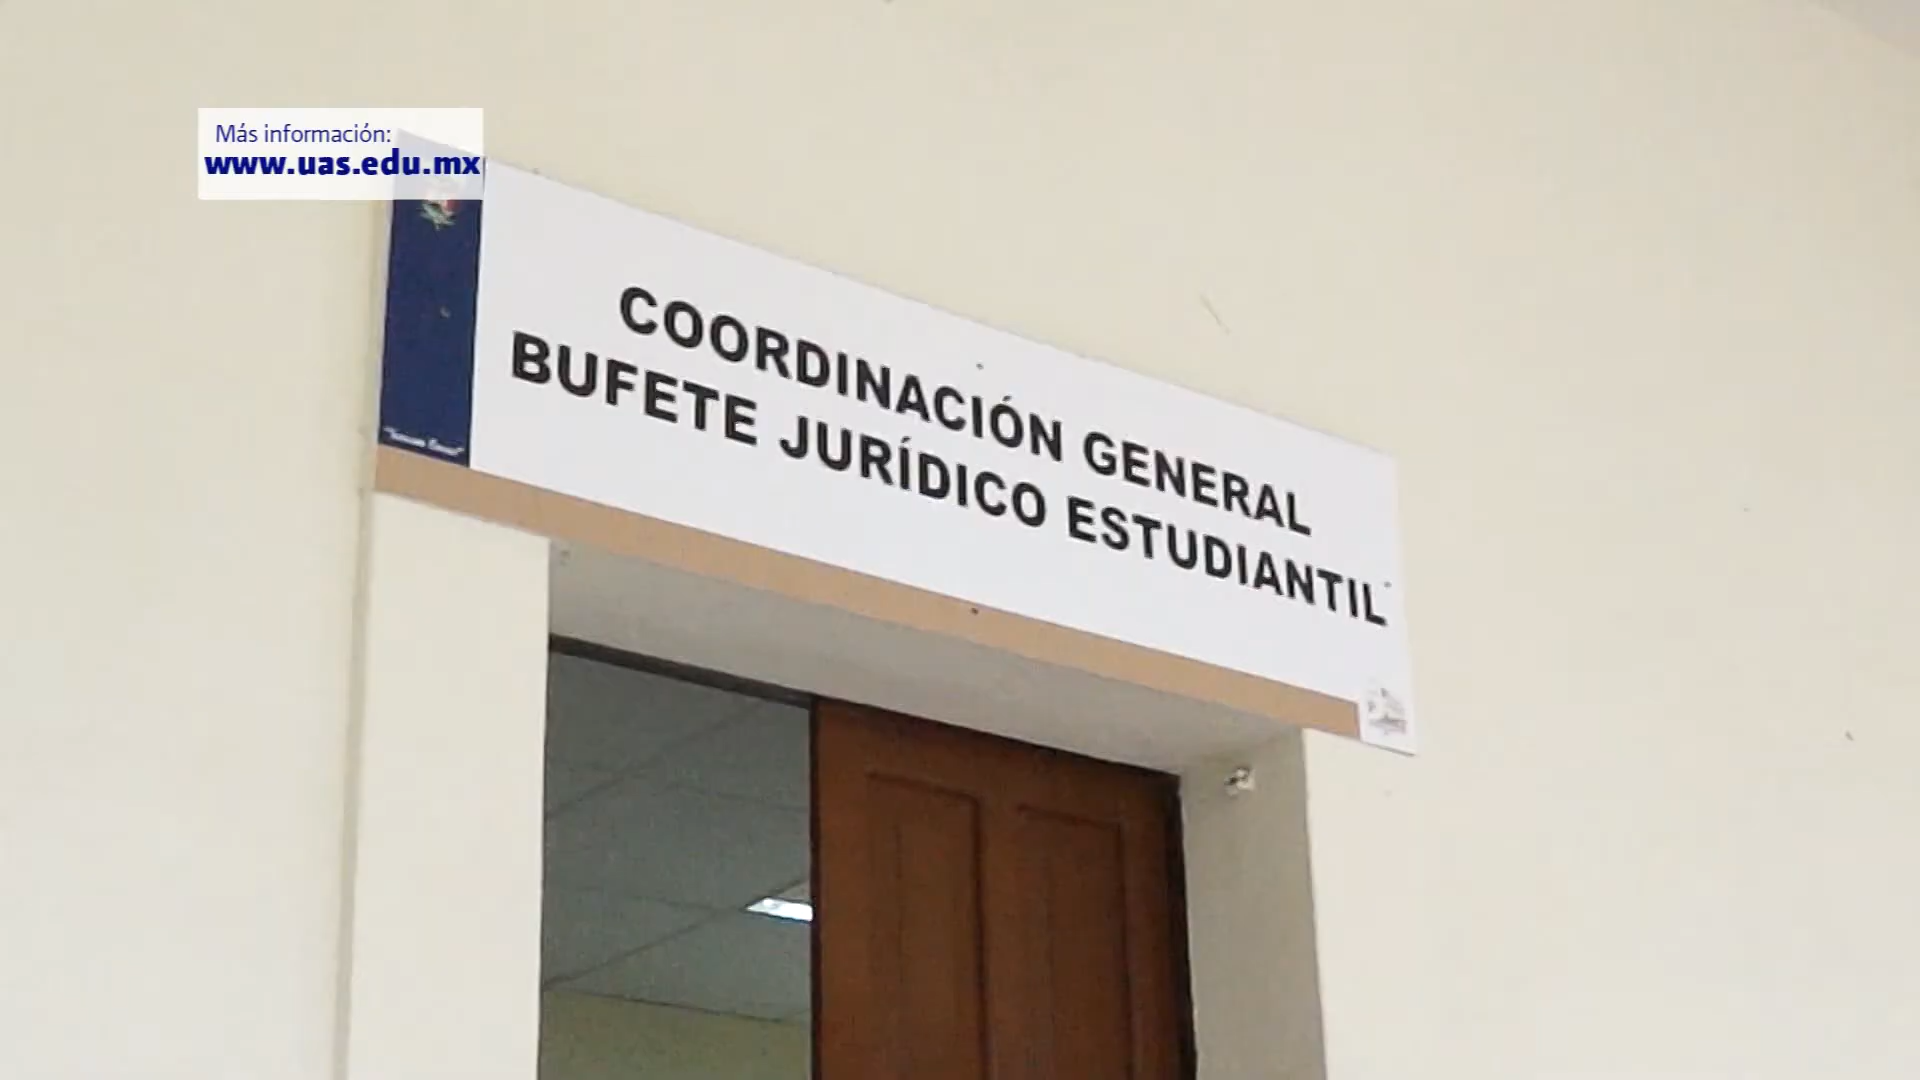 Más información:
www.uas.edu.mx
COORDINACIÓN GENERAL
BUFETE JURÍDICO ESTUDIANTIL